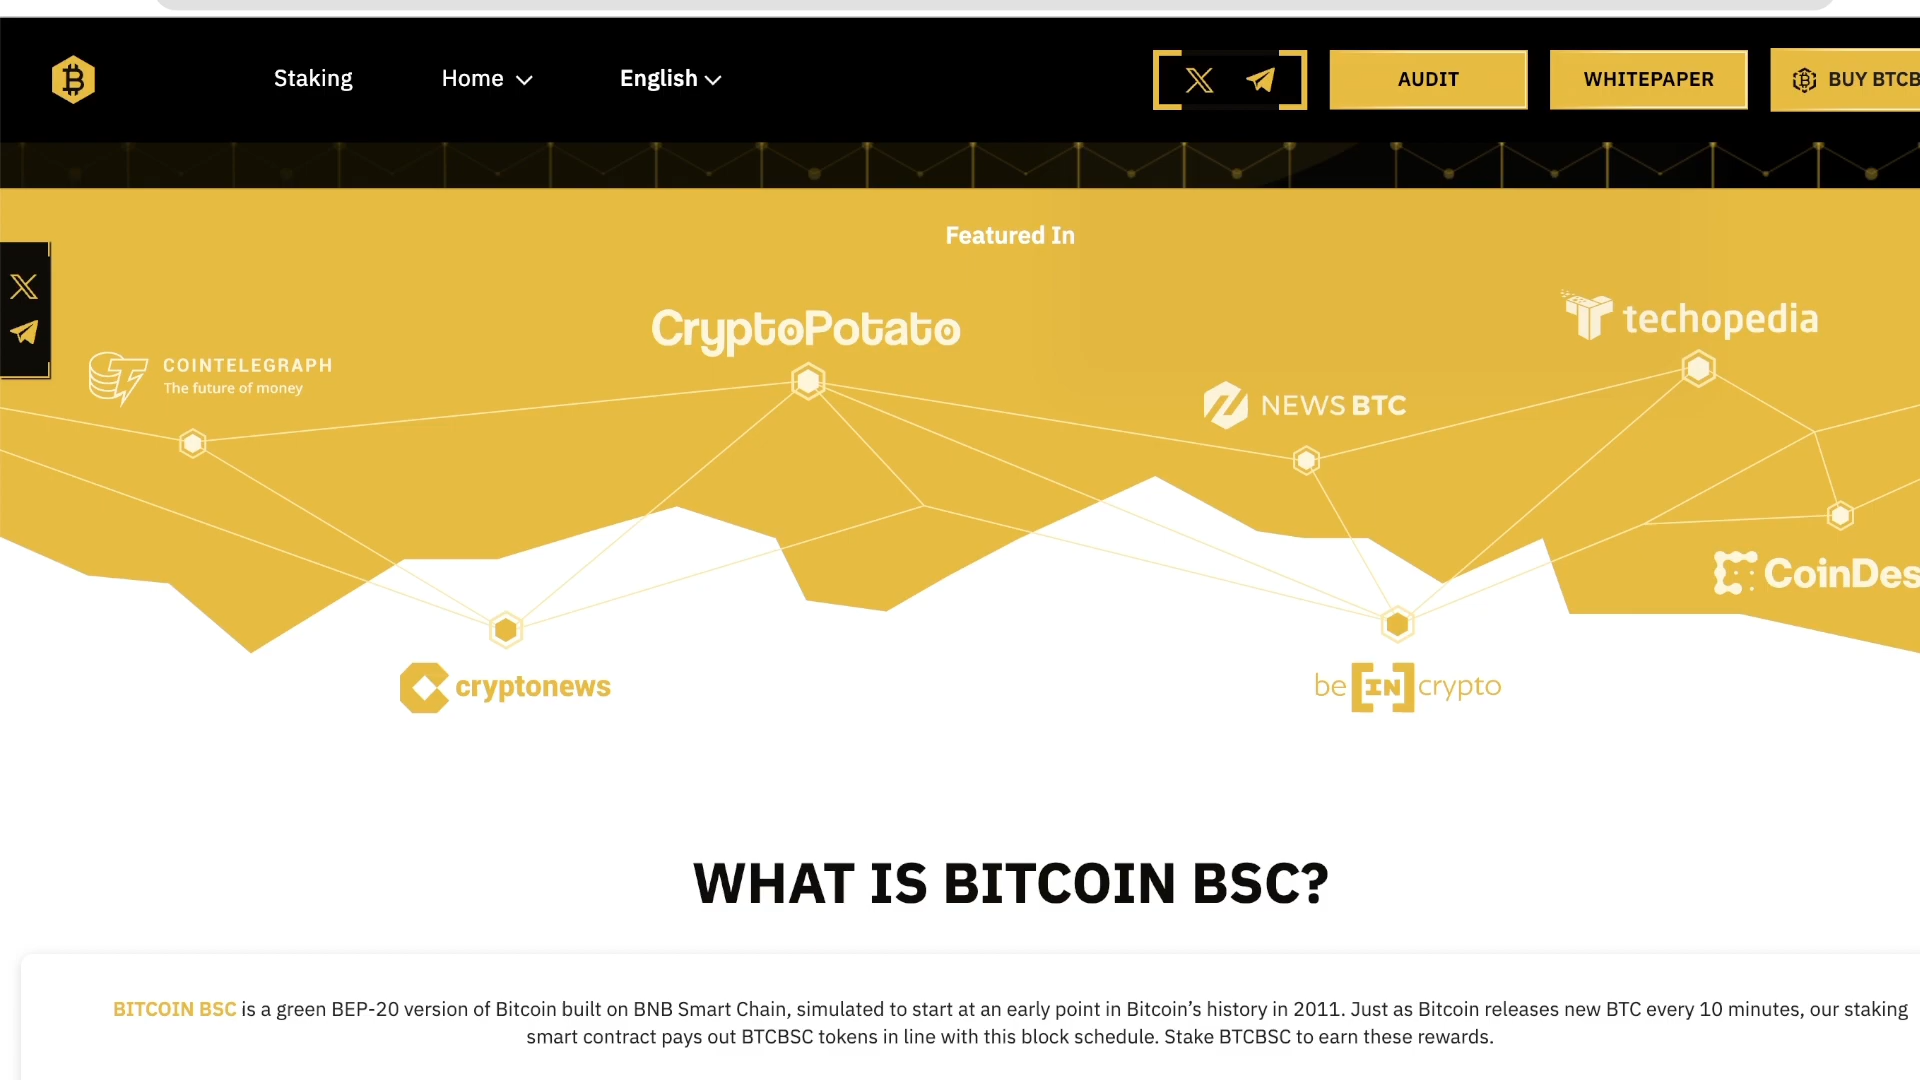 Staking
Home
English
AUDIT
WHITEPAPER
BUY BTCB
Featured In
CryptoPotato
techopedia
COINTELEGRAPH
The future of money
NEWS BTC
CoinDes
cryptonews
be [IN] crypto
WHAT IS BITCOIN BSC?
BITCOIN BSC is a green BEP-20 version of Bitcoin built on BNB Smart Chain, simulated to start at an early point in Bitcoin’s history in 2011. Just as Bitcoin releases new BTC every 10 minutes, our staking
smart contract pays out BTCBSC tokens in line with this block schedule. Stake BTCBSC to earn these rewards.